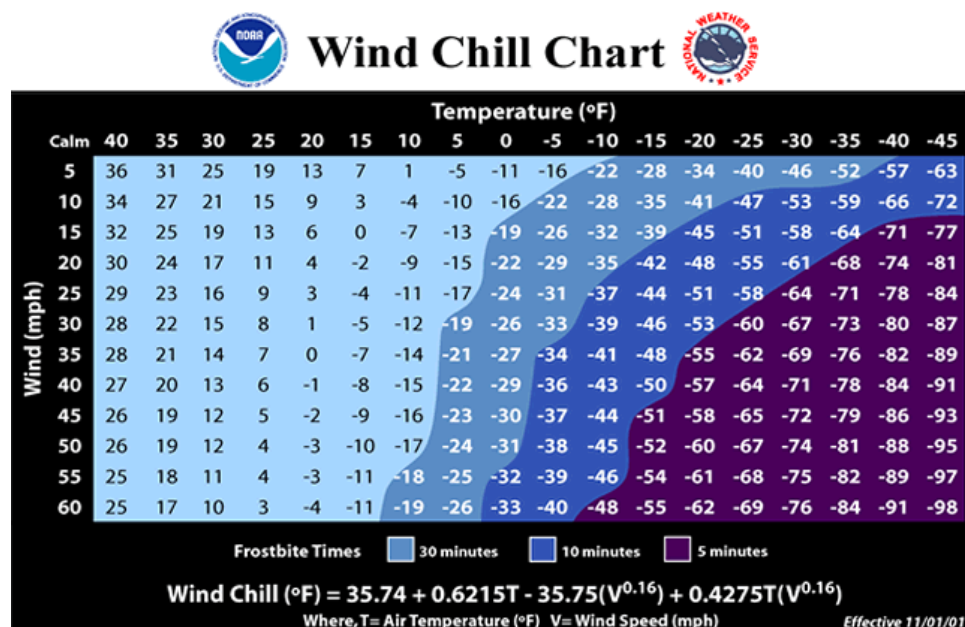 Wind Chill Chart
NOAA
NATIONAL WEATHER SERVICE
Temperature (ºF)
Calm 40 35 30 25 20 15 10 5 0 -5 -10 -15 -20 -25 -30 -35 -40 -45
Wind (mph)
5 36 31 25 19 13 7 1 -5 -11 -16 -22 -28 -34 -40 -46 -52 -57 -63
10 34 27 21 15 9 3 -4 -10 -16 -22 -28 -35 -41 -47 -53 -59 -66 -72
15 32 25 19 13 6 0 -7 -13 -19 -26 -32 -39 -45 -51 -58 -64 -71 -77
20 30 24 17 11 4 -2 -9 -15 -22 -29 -35 -42 -48 -55 -61 -68 -74 -81
25 29 23 16 9 3 -4 -11 -17 -24 -31 -37 -44 -51 -58 -64 -71 -78 -84
30 28 22 15 8 1 -5 -12 -19 -26 -33 -39 -46 -53 -60 -67 -73 -80 -87
35 28 21 14 7 0 -7 -14 -21 -27 -34 -41 -48 -55 -62 -69 -76 -82 -89
40 27 20 13 6 -1 -8 -15 -22 -29 -36 -43 -50 -57 -64 -71 -78 -84 -91
45 26 19 12 5 -2 -9 -16 -23 -30 -37 -44 -51 -58 -65 -72 -79 -86 -93
50 26 19 12 4 -3 -10 -17 -24 -31 -38 -45 -52 -60 -67 -74 -81 -88 -95
55 25 18 11 4 -3 -11 -18 -25 -32 -39 -46 -54 -61 -68 -75 -82 -89 -97
60 25 17 10 3 -4 -11 -19 -26 -33 -40 -48 -55 -62 -69 -76 -84 -91 -98
Frostbite Times 30 minutes 10 minutes 5 minutes
Wind Chill (ºF) = 35.74 + 0.6215T - 35.75(V0.16) + 0.4275T(V0.16)
Where, T= Air Temperature (ºF) V= Wind Speed (mph) Effective 11/01/01